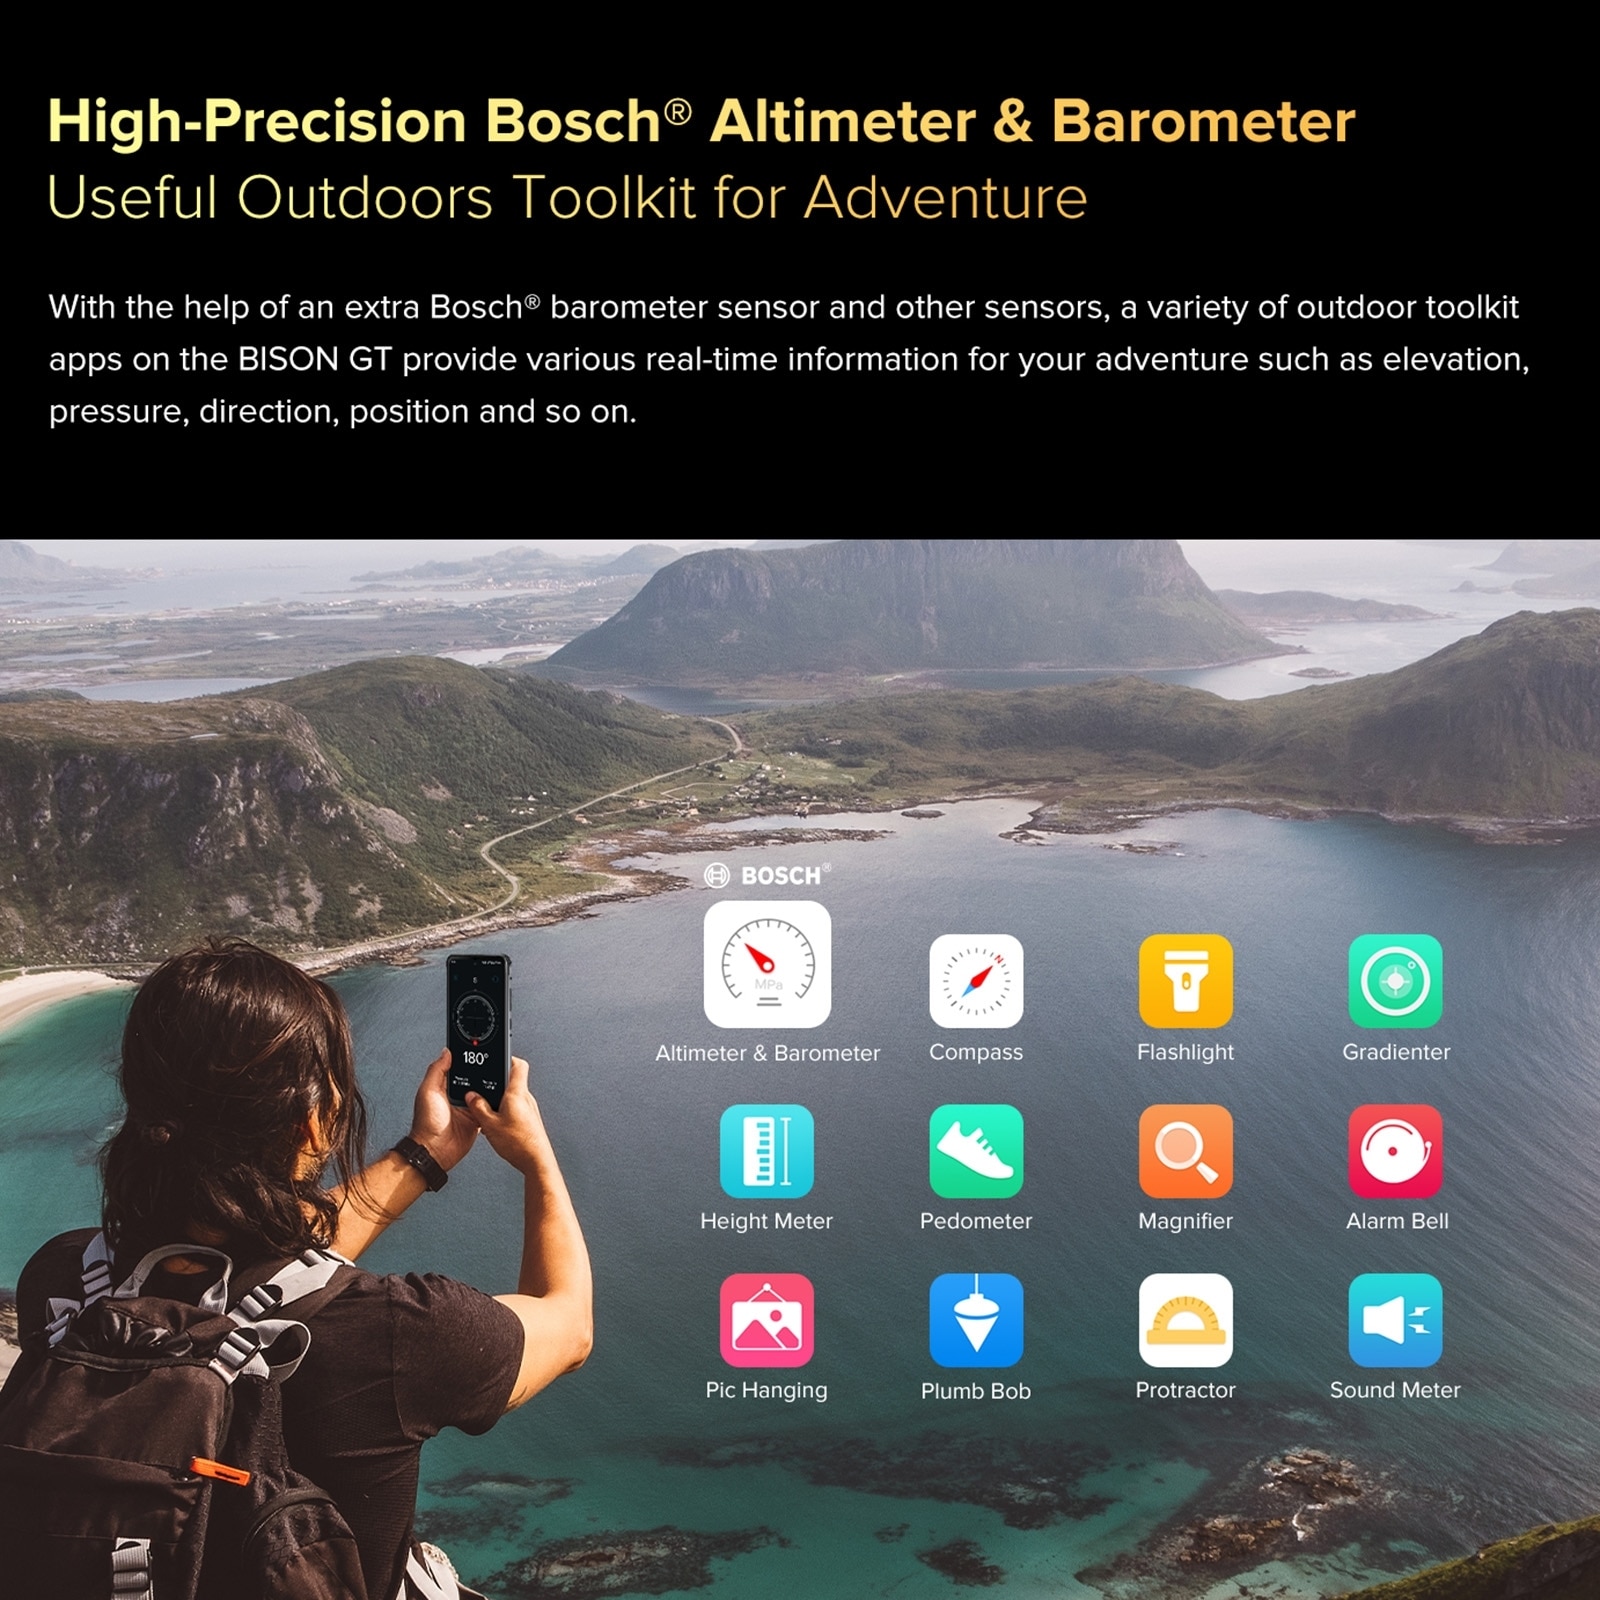 High-Precision Bosch® Altimeter & Barometer
Useful Outdoors Toolkit for Adventure
With the help of an extra Bosch® barometer sensor and other sensors, a variety of outdoor toolkit
apps on the BISON GT provide various real-time information for your adventure such as elevation,
pressure, direction, position and so on.
BOSCH®
MPa
N
Altimeter & Barometer
Compass
Flashlight
Gradienter
180°
Height Meter
Pedometer
Magnifier
Alarm Bell
Pic Hanging
Plumb Bob
Protractor
Sound Meter